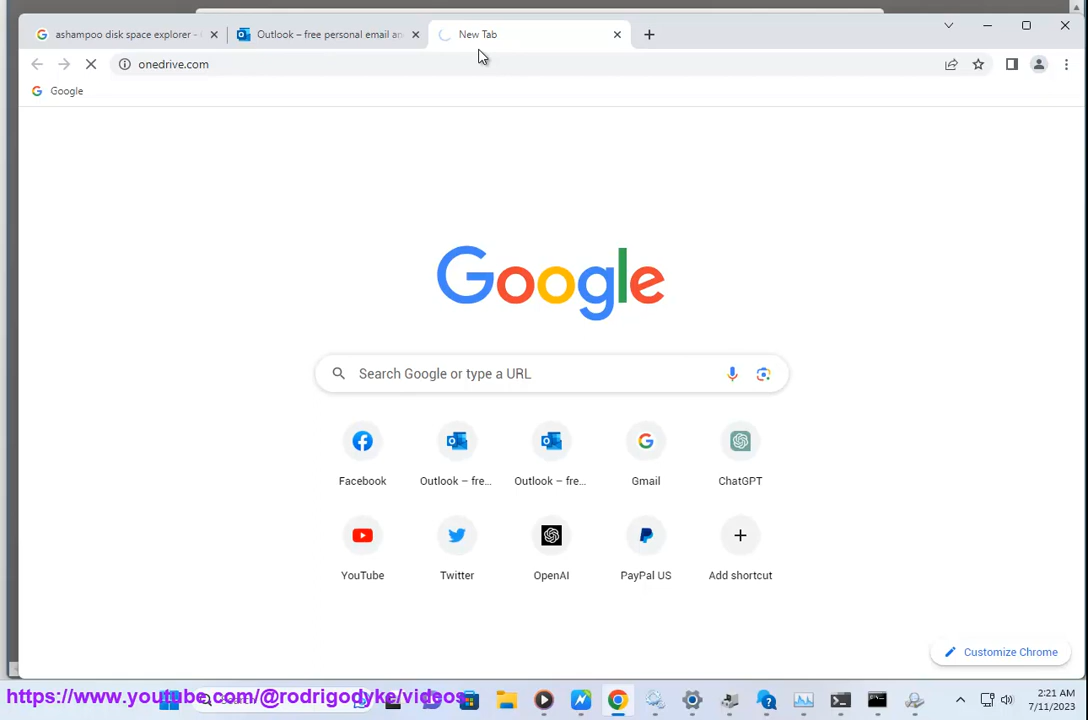 ashampoo disk space explorer -
Outlook – free personal email an
New Tab
onedrive.com
Google
Google
Search Google or type a URL
Facebook
Outlook – fre...
Outlook – fre...
Gmail
ChatGPT
YouTube
Twitter
OpenAI
PayPal US
Add shortcut
Customize Chrome
https://www.youtube.com/@rodrigodyke/videos
2:21 AM
7/11/2023